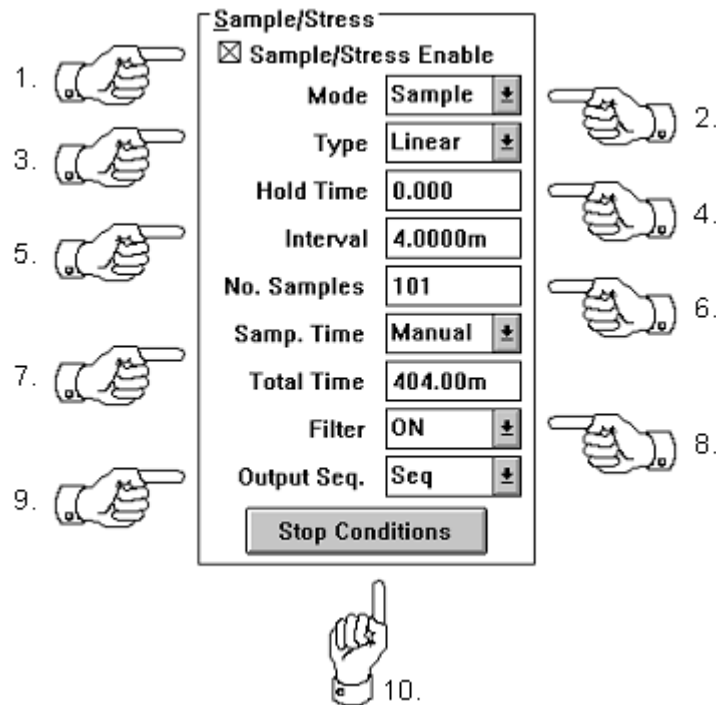 Sample/Stress
1.
☒ Sample/Stress Enable
Mode Sample
2.
3.
Type Linear
Hold Time 0.000
4.
5.
Interval 4.0000m
No. Samples 101
6.
Samp. Time Manual
7.
Total Time 404.00m
Filter ON
8.
9.
Output Seq. Seq
Stop Conditions
10.